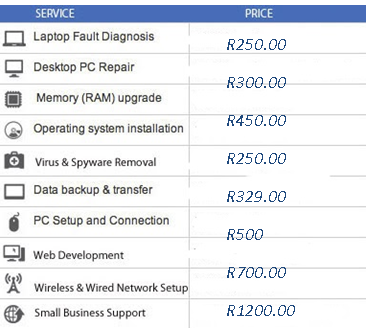 SERVICE PRICE
Laptop Fault Diagnosis
R250.00
Desktop PC Repair
R300.00
Memory (RAM) upgrade
R450.00
Operating system installation
R250.00
Virus & Spyware Removal
Data backup & transfer
R329.00
PC Setup and Connection
R500
Web Development
R700.00
Wireless & Wired Network Setup
R1200.00
Small Business Support